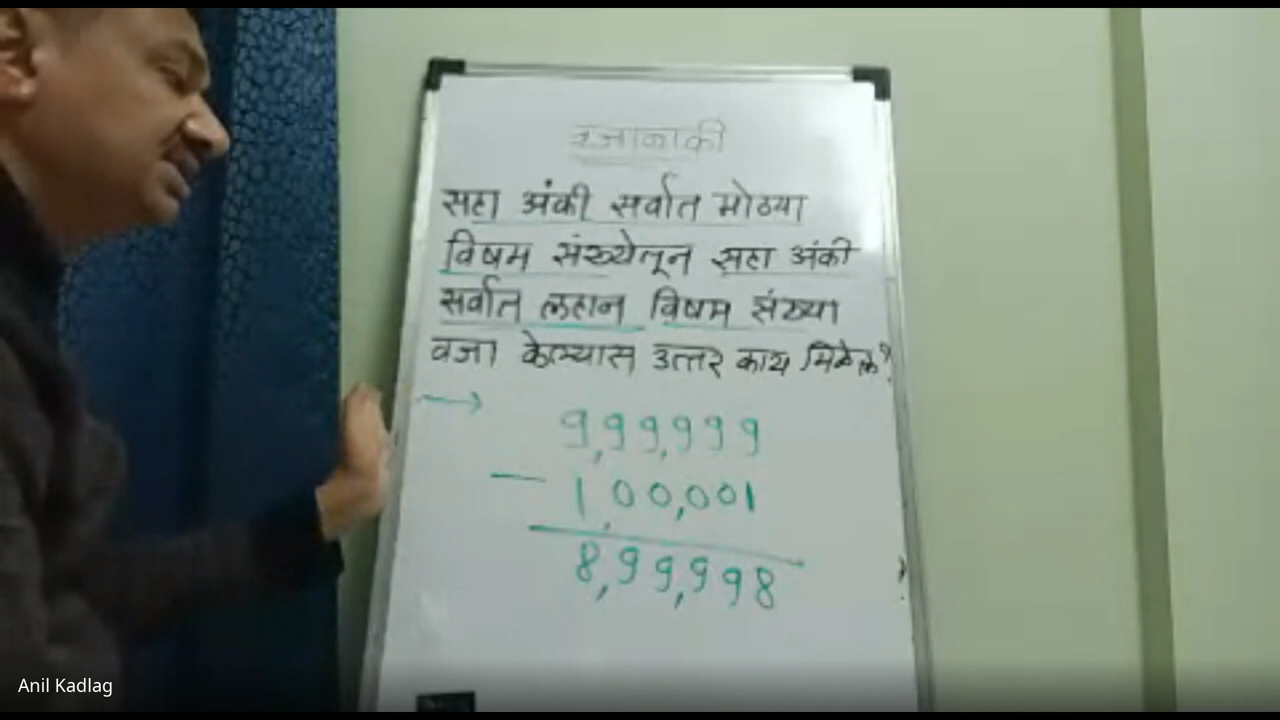 वजाबाकी
सहा अंकी सर्वात मोठ्या
विषम संख्येतून सहा अंकी
सर्वात लहान विषम संख्या
वजा केल्यास उत्तर काय मिळेल?
→ 9,99,999
— 1,00,001
8,99,998
Anil Kadlag